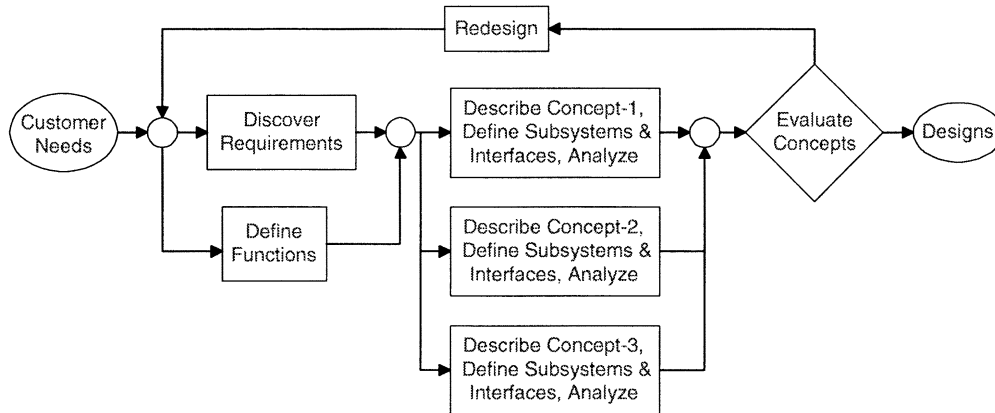 Redesign
Customer
Needs
Discover
Requirements
Describe Concept-1,
Define Subsystems &
Interfaces, Analyze
Evaluate
Concepts
Designs
Define
Functions
Describe Concept-2,
Define Subsystems &
Interfaces, Analyze
Describe Concept-3,
Define Subsystems &
Interfaces, Analyze